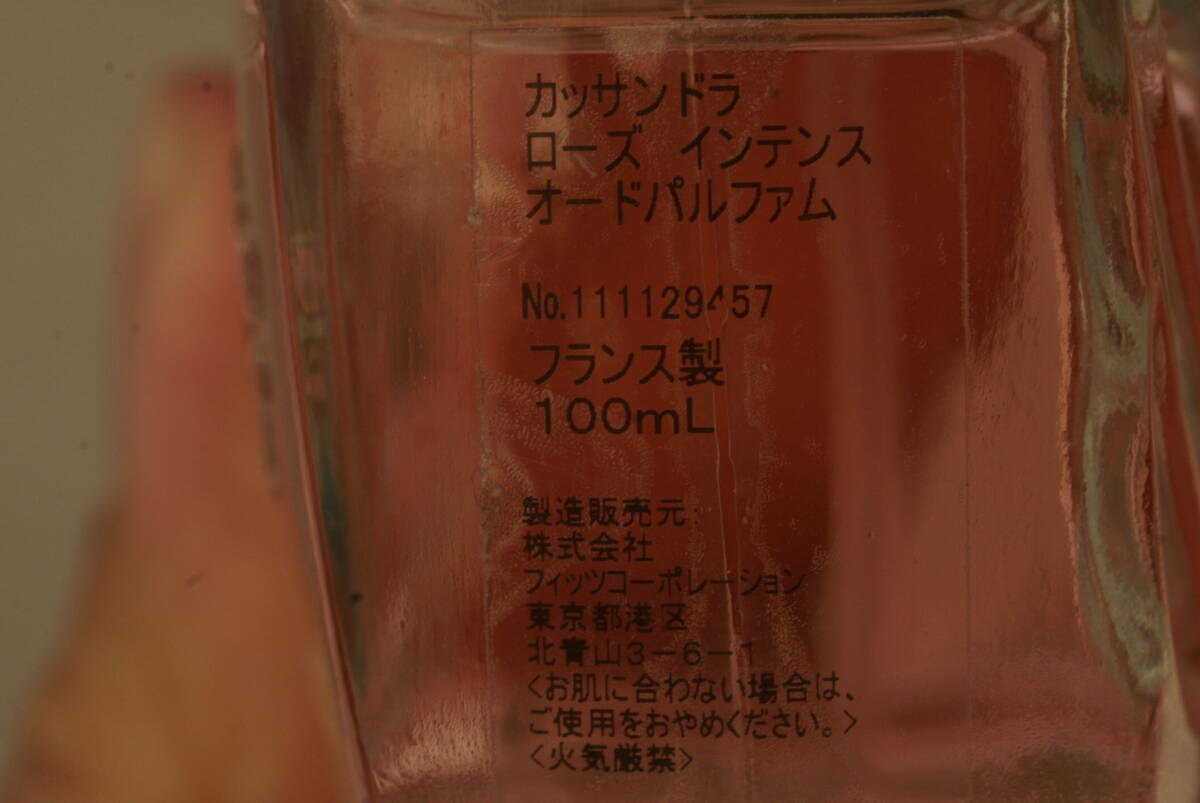 カッサンドラ
ローズ インテンス
オードパルファム
No.111129457
フランス製
100mL
製造販売元:
株式会社
フィッツコーポレーション
東京都港区
北青山3-6-1
<お肌に合わない場合は、
ご使用をおやめください。>
<火気厳禁>